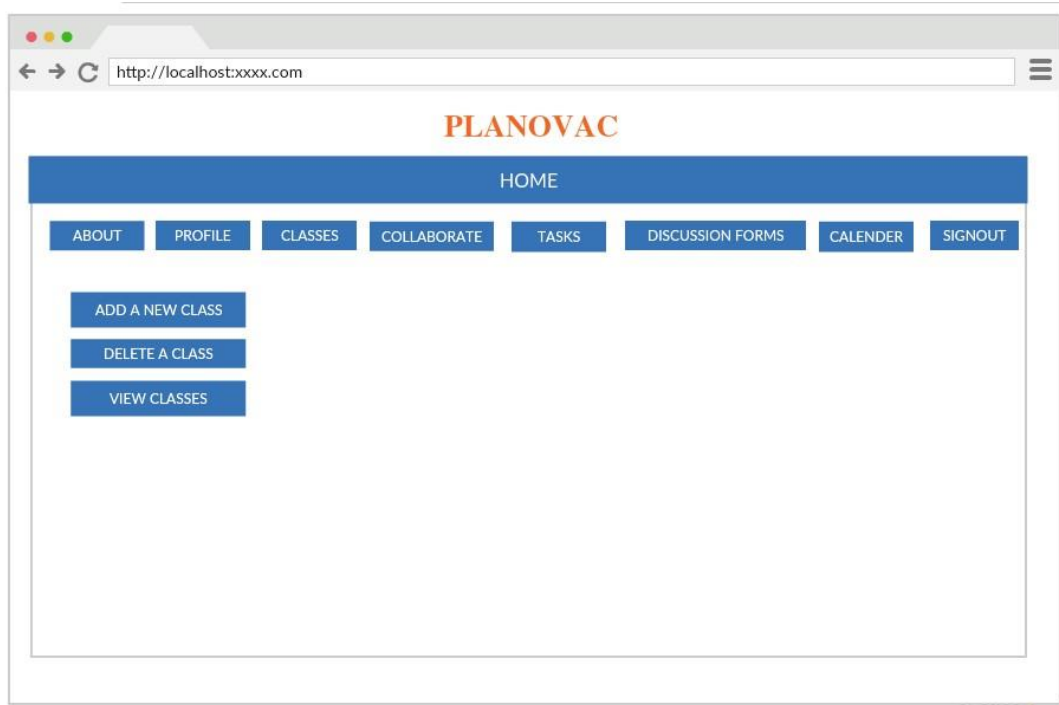 http://localhost:xxxx.com
PLANOVAC
HOME
ABOUT PROFILE CLASSES COLLABORATE TASKS DISCUSSION FORMS CALENDER SIGNOUT
ADD A NEW CLASS
DELETE A CLASS
VIEW CLASSES